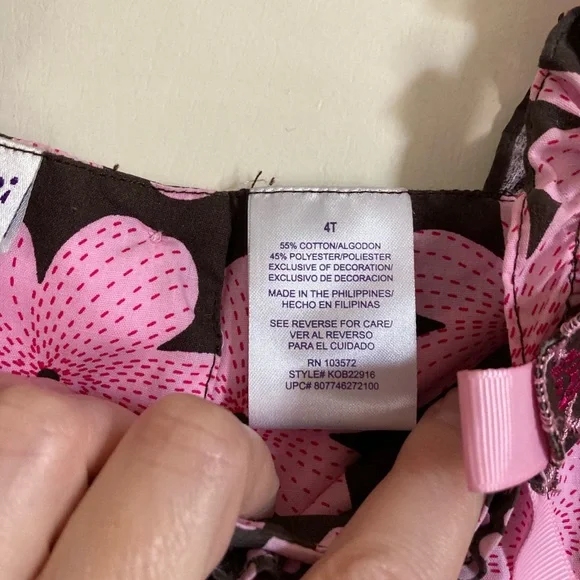 4T
55% COTTON/ALGODON
45% POLYESTER/POLIESTER
EXCLUSIVE OF DECORATION/
EXCLUSIVO DE DECORACION
MADE IN THE PHILIPPINES/
HECHO EN FILIPINAS
SEE REVERSE FOR CARE/
VER AL REVERSO
PARA EL CUIDADO
RN 103572
STYLE# KOB22916
UPC# 807746272100